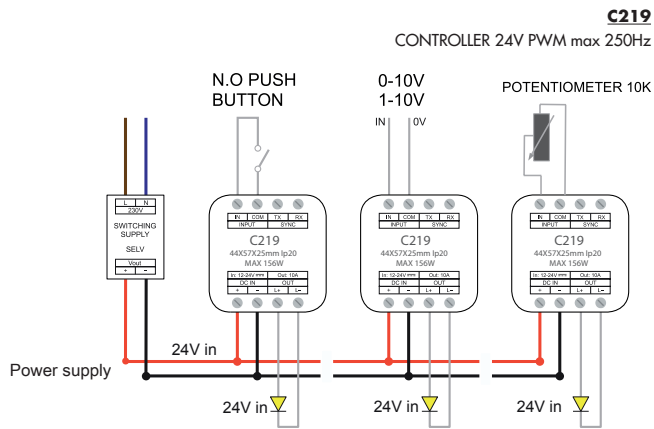 C219
CONTROLLER 24V PWM max 250Hz
N.O PUSH
BUTTON
0-10V
1-10V
IN 0V
POTENTIOMETER 10K
L N
230V
SWITCHING
SUPPLY
SELV
Vout
+ -
IN COM TX RX
INPUT SYNC
C219
44X57X25mm Ip20
MAX 156W
In: 12-24V Out: 10A
DC IN OUT
+ - L+ L-
IN COM TX RX
INPUT SYNC
C219
44X57X25mm Ip20
MAX 156W
In: 12-24V Out: 10A
DC IN OUT
+ - L+ L-
IN COM TX RX
INPUT SYNC
C219
44X57X25mm Ip20
MAX 156W
In: 12-24V Out: 10A
DC IN OUT
+ - L+ L-
24V in
Power supply
24V in
24V in
24V in